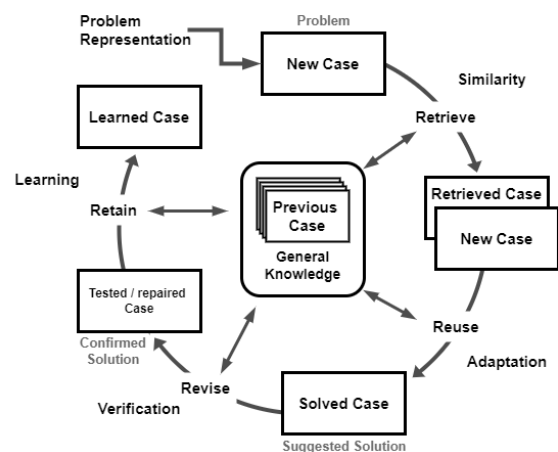 Problem
Problem
Representation
New Case
Similarity
Retrieve
Learned Case
Retrieved Case
New Case
Learning
Retain
Previous
Case
General
Knowledge
Tested / repaired
Case
Confirmed
Solution
Reuse
Adaptation
Revise
Verification
Solved Case
Suggested Solution